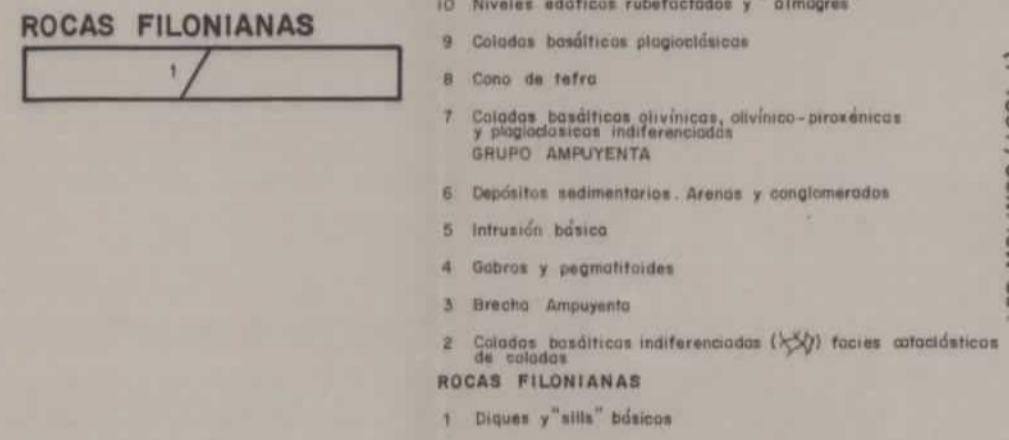 ROCAS FILONIANAS
1
10 Niveles edáficos rubefactados y "almagres
9 Coladas basálticas plagioclásicas
8 Cono de tefra
7 Coladas basálticas olivínicas, olivínico-piroxénicas
y plagioclasicas indiferenciadas
GRUPO AMPUYENTA
6 Depósitos sedimentarios. Arenas y conglomerados
5 Intrusión básica
4 Gabros y pegmatitoides
3 Brecha Ampuyenta
2 Coladas basálticas indiferenciadas ( ) facies cataclásticas
de coladas
ROCAS FILONIANAS
1 Diques y "sills" básicos